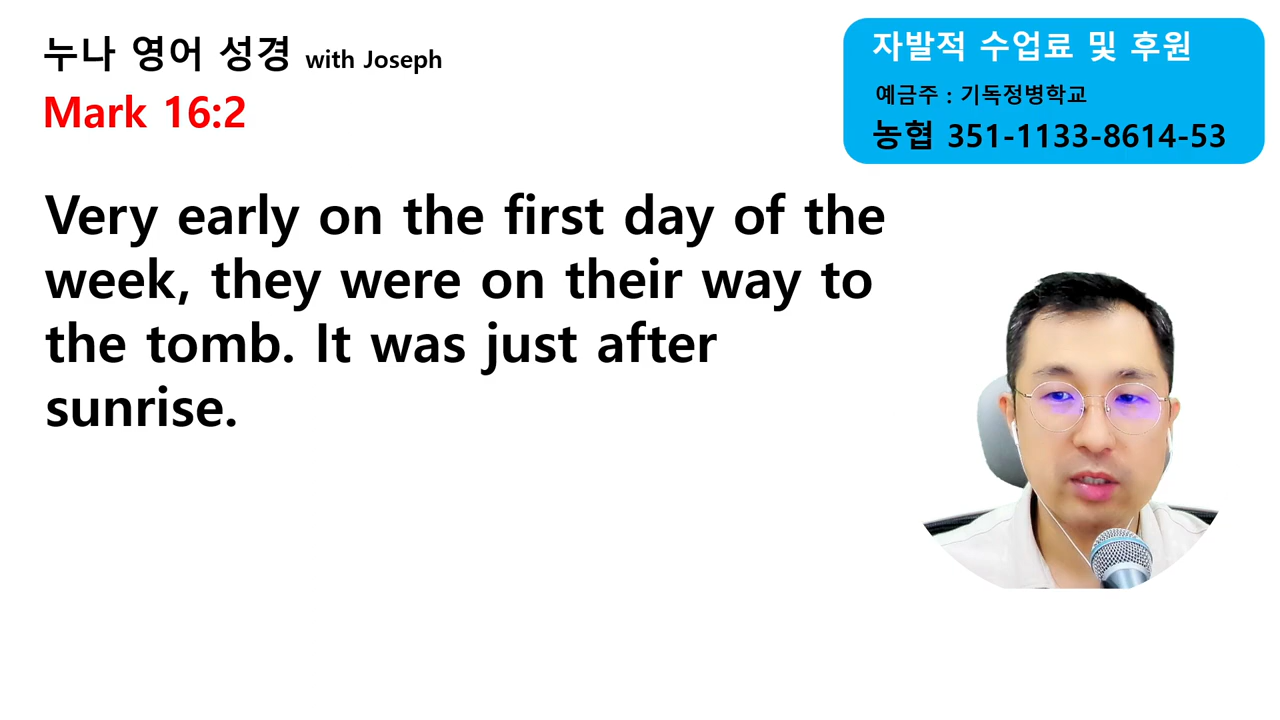 누나 영어 성경 with Joseph
Mark 16:2
자발적 수업료 및 후원
예금주 : 기독정병학교
농협 351-1133-8614-53
Very early on the first day of the
week, they were on their way to
the tomb. It was just after
sunrise.